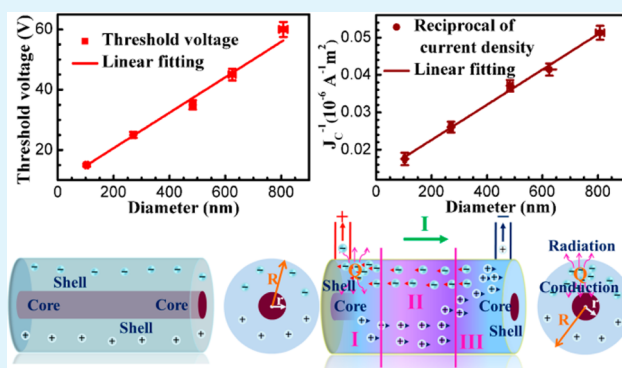 Threshold voltage (V)
60
40
20
Threshold voltage
Linear fitting
0 200 400 600 800
Diameter (nm)
J_C^-1 (10^-6 A^-1 m^2)
0.05
0.04
0.03
0.02
Reciprocal of
current density
Linear fitting
0 200 400 600 800
Diameter (nm)
Shell
Core Core
Shell
R
r
+ I −
Q
Shell
Core
I II III
Core
Shell
Radiation
Q
Conduction
r
R